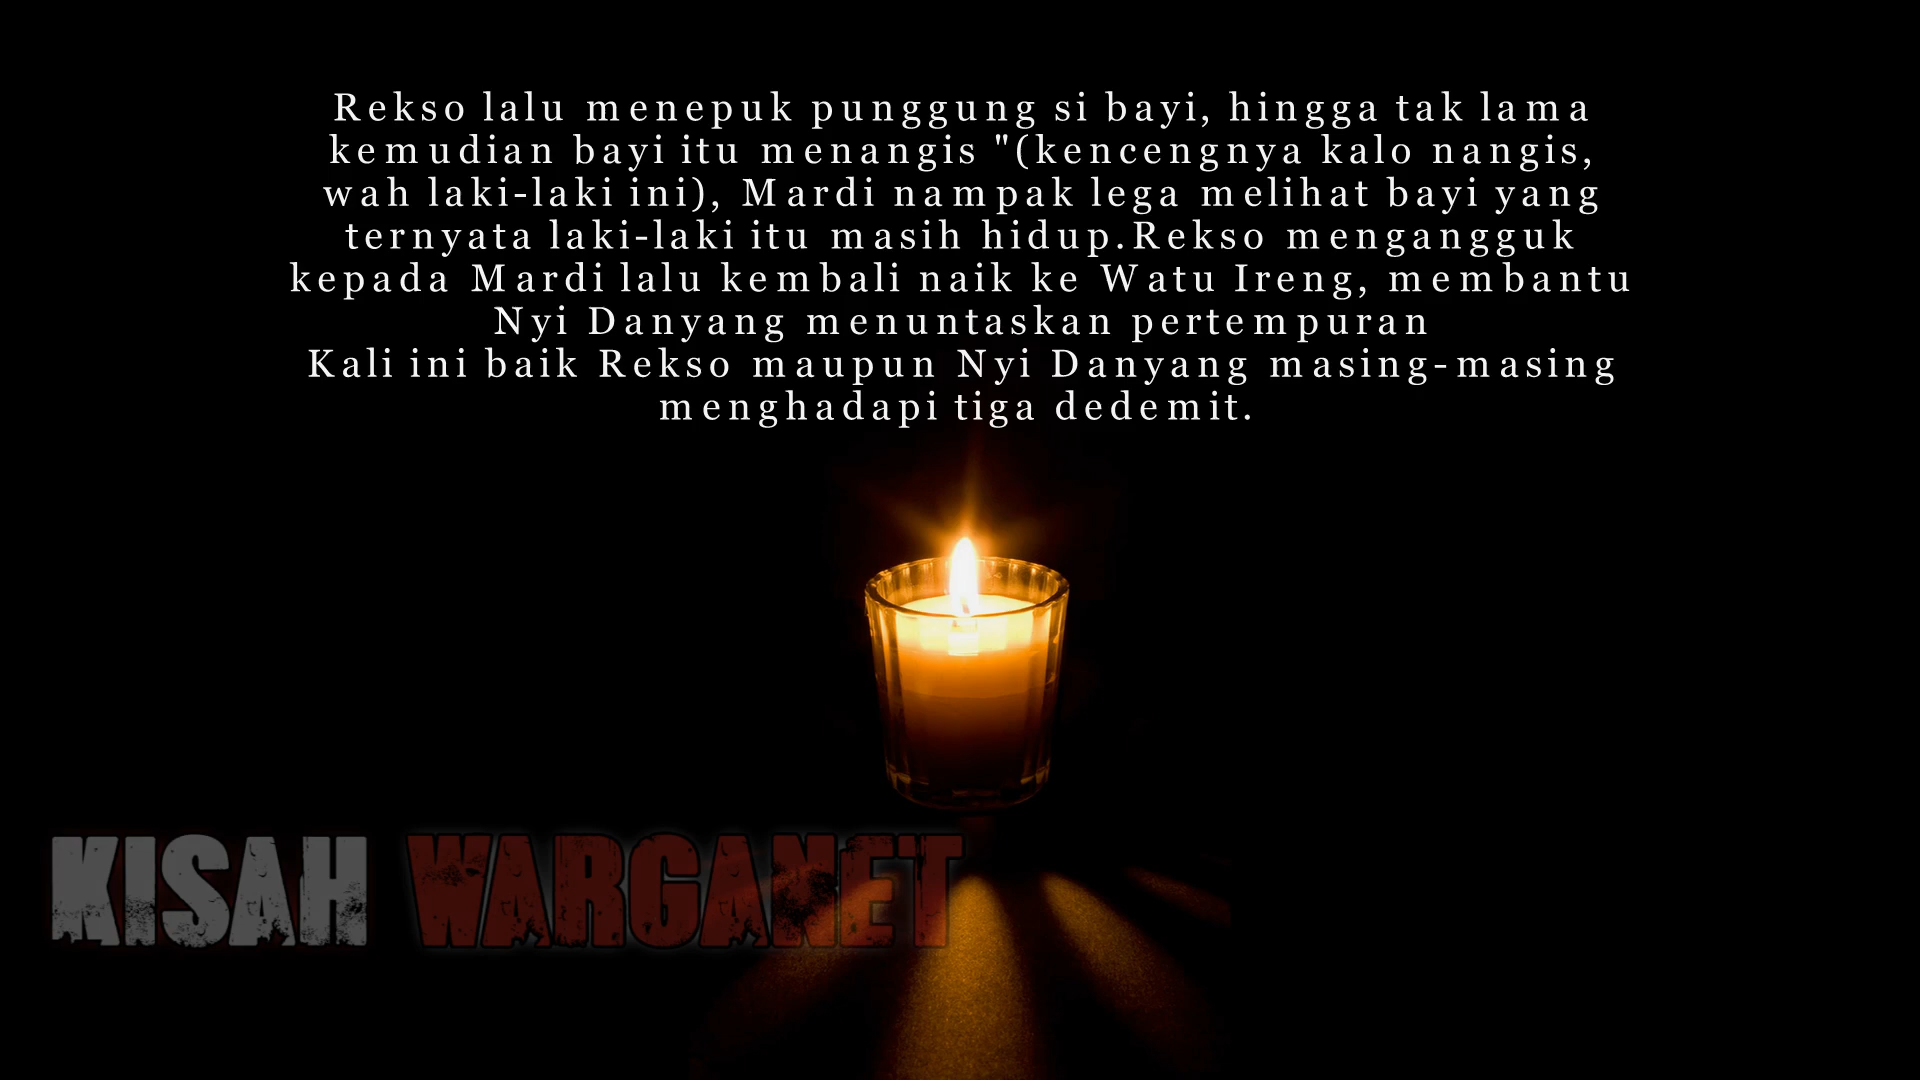 Rekso lalu menepuk punggung si bayi, hingga tak lama
kemudian bayi itu menangis "(kencengnya kalo nangis,
wah laki-laki ini), Mardi nampak lega melihat bayi yang
ternyata laki-laki itu masih hidup.Rekso mengangguk
kepada Mardi lalu kembali naik ke Watu Ireng, membantu
Nyi Danyang menuntaskan pertempuran
Kali ini baik Rekso maupun Nyi Danyang masing-masing
menghadapi tiga dedemit.
KISAH WARGANET